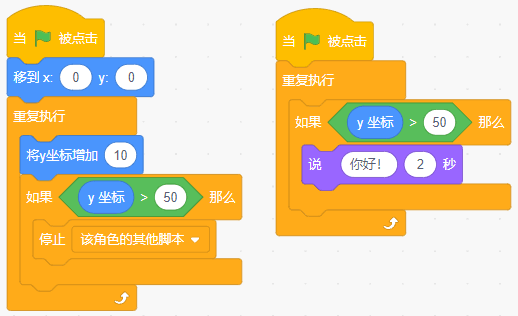 当 被点击
移到 x: 0 y: 0
重复执行
将y坐标增加 10
如果 y 坐标 > 50 那么
停止 该角色的其他脚本
当 被点击
重复执行
如果 y 坐标 > 50 那么
说 你好! 2 秒